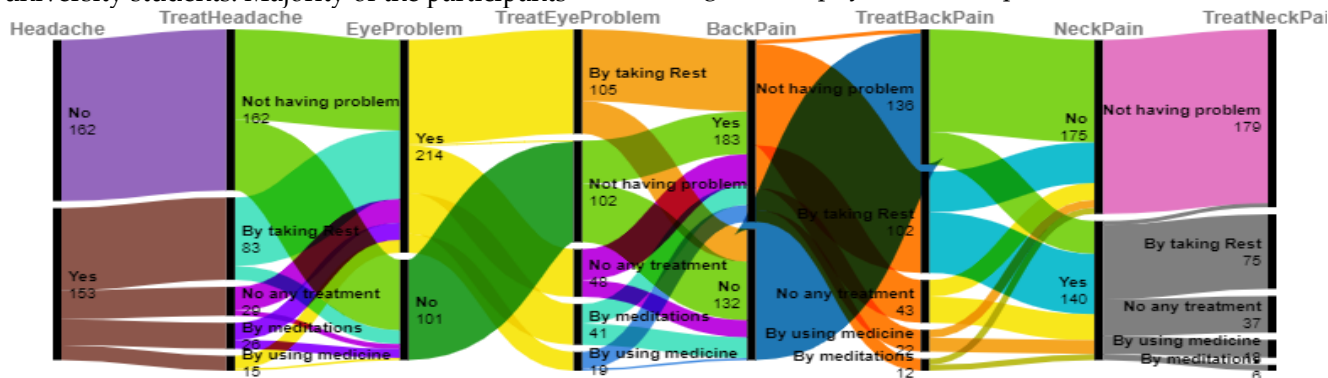 university students. Majority of the participants
Headache
TreatHeadache
EyeProblem
TreatEyeProblem
BackPain
TreatBackPain
NeckPain
TreatNeckPai
No
162
Yes
153
Not having problem
162
By taking Rest
83
No any treatment
29
By meditations
26
By using medicine
15
Yes
214
No
101
By taking Rest
105
Not having problem
102
No any treatment
48
By meditations
41
By using medicine
19
Yes
183
No
132
Not having problem
136
By taking Rest
102
No any treatment
43
By using medicine
22
By meditations
12
No
175
Yes
140
Not having problem
179
By taking Rest
75
No any treatment
37
By using medicine
18
By meditations
6